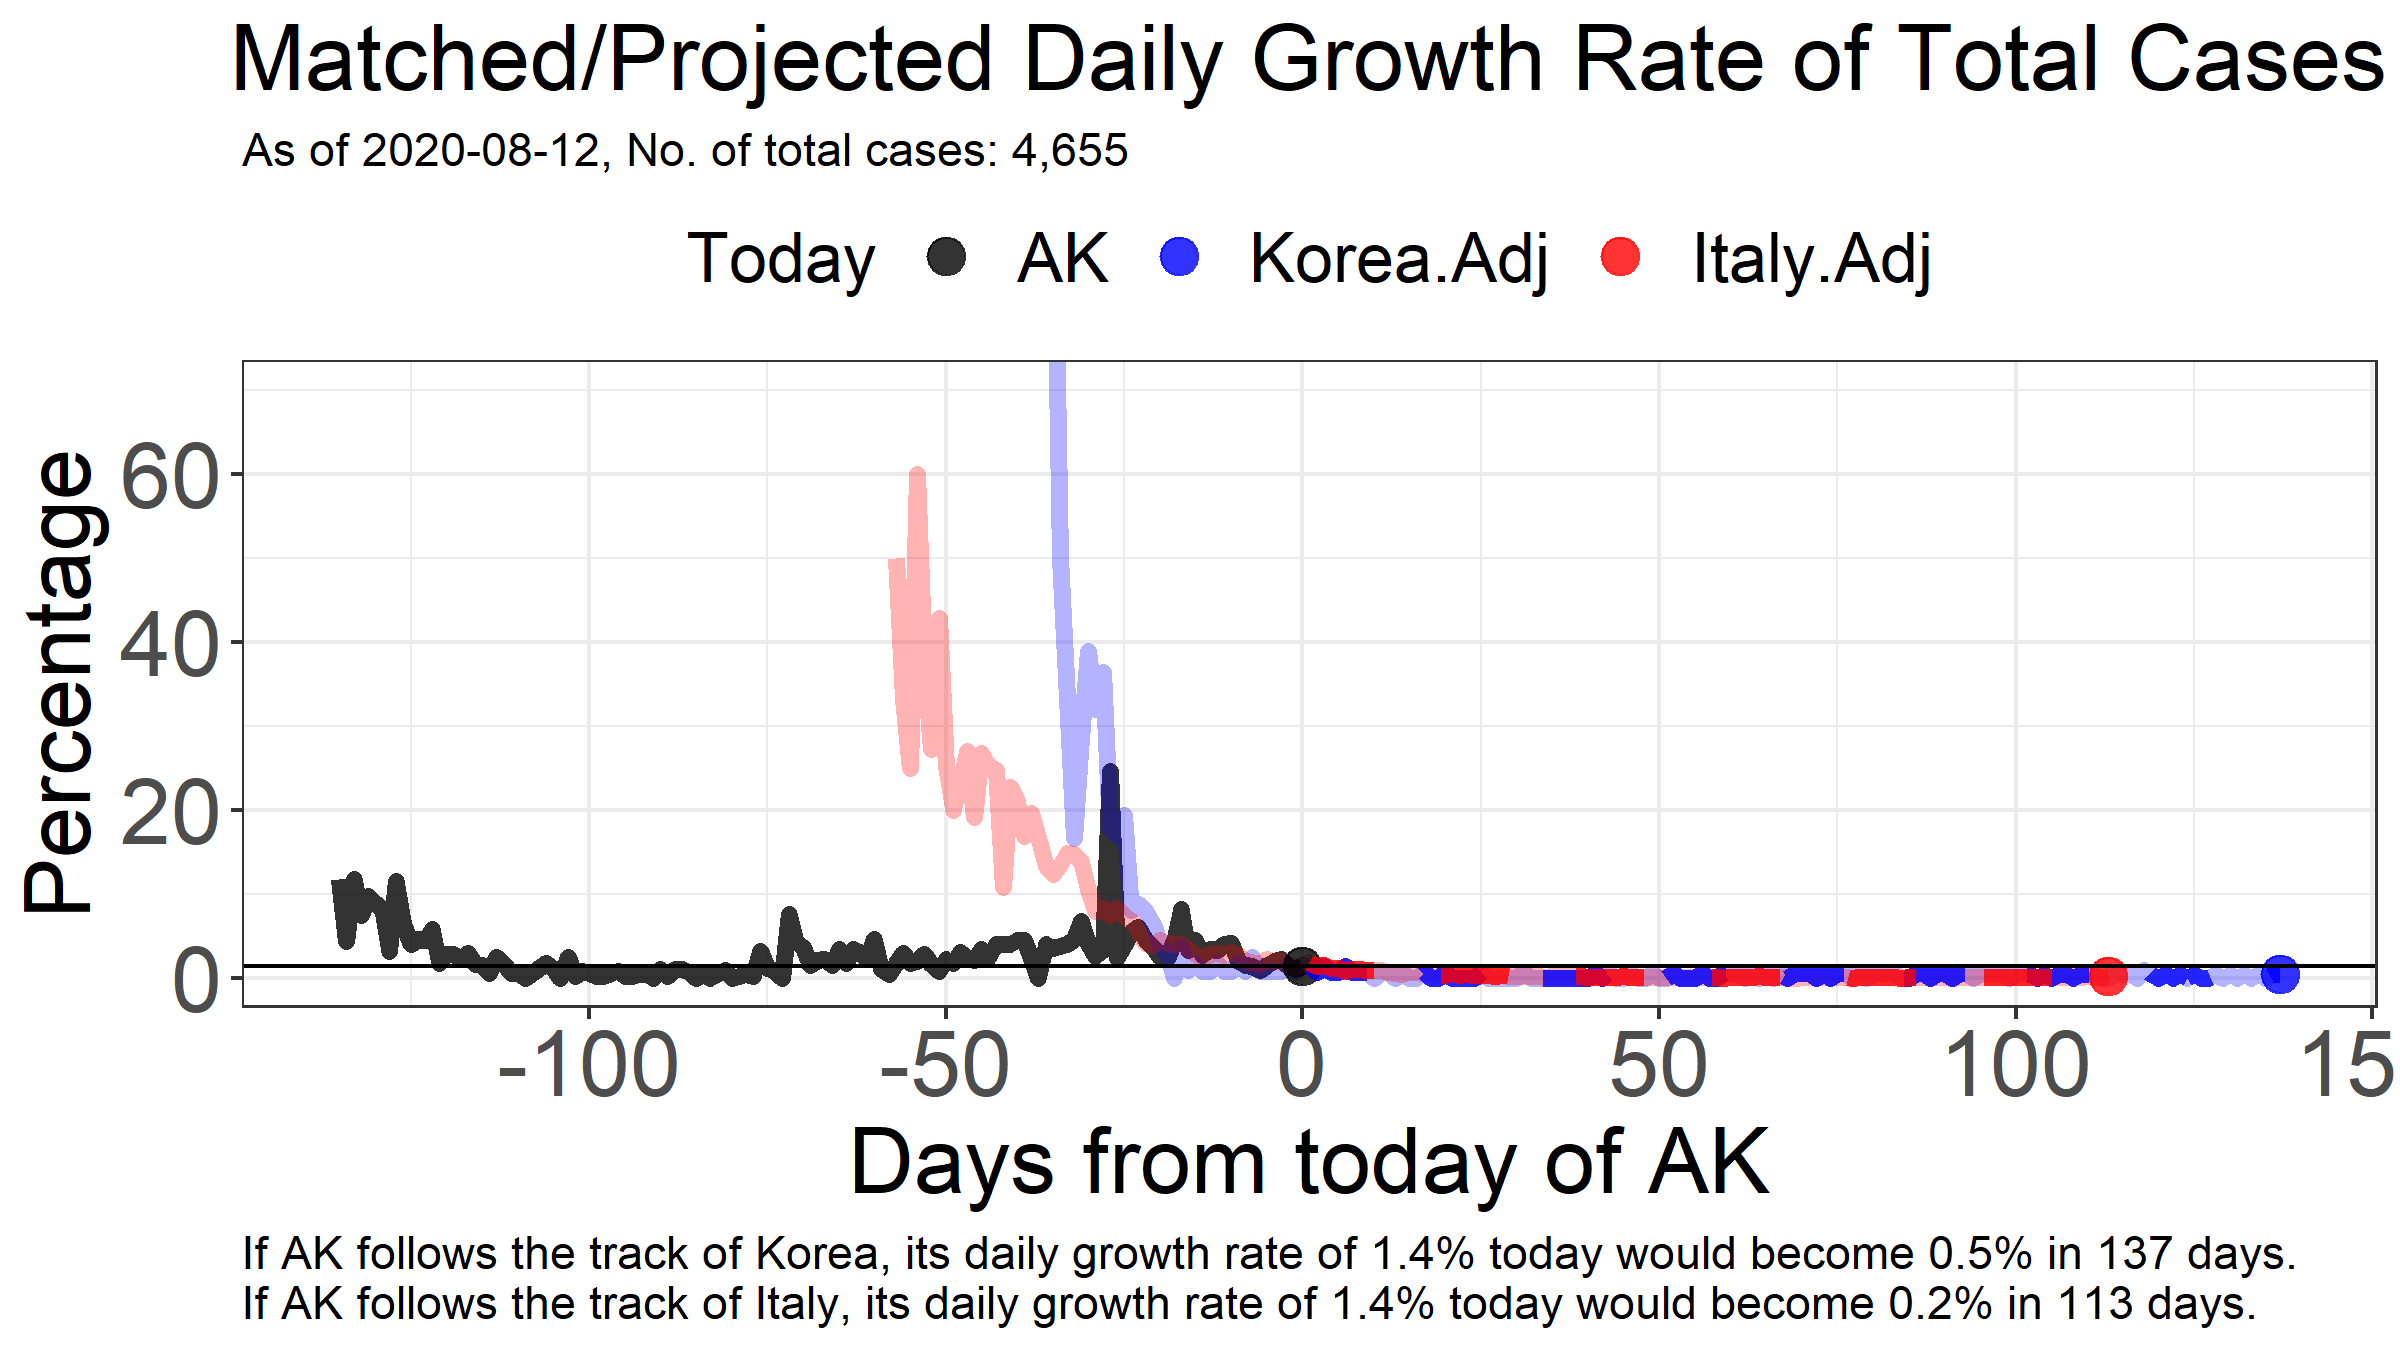 Matched/Projected Daily Growth Rate of Total Cases
As of 2020-08-12, No. of total cases: 4,655
Today AK Korea.Adj Italy.Adj
Percentage
60
40
20
0
-100 -50 0 50 100 15
Days from today of AK
If AK follows the track of Korea, its daily growth rate of 1.4% today would become 0.5% in 137 days.
If AK follows the track of Italy, its daily growth rate of 1.4% today would become 0.2% in 113 days.